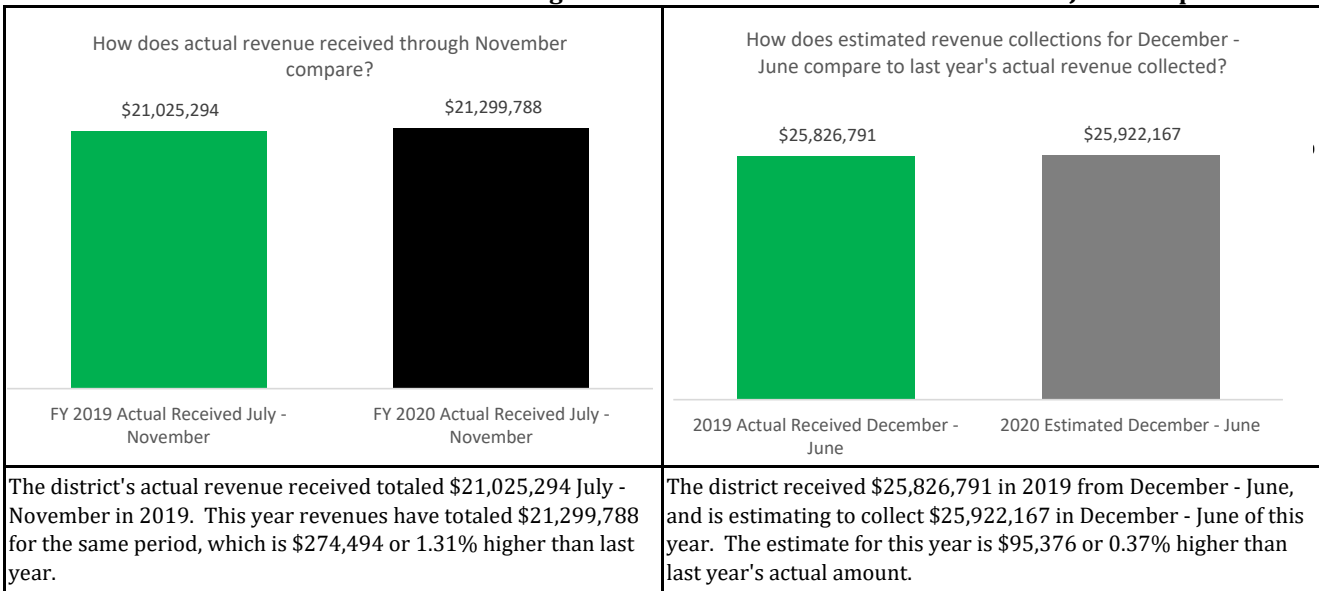 How does actual revenue received through November
compare?
$21,025,294
$21,299,788
FY 2019 Actual Received July -
November
FY 2020 Actual Received July -
November
How does estimated revenue collections for December -
June compare to last year's actual revenue collected?
$25,826,791
$25,922,167
2019 Actual Received December -
June
2020 Estimated December - June
The district's actual revenue received totaled $21,025,294 July -
November in 2019.  This year revenues have totaled $21,299,788
for the same period, which is $274,494 or 1.31% higher than last
year.
The district received $25,826,791 in 2019 from December - June,
and is estimating to collect $25,922,167 in December - June of this
year.  The estimate for this year is $95,376 or 0.37% higher than
last year's actual amount.